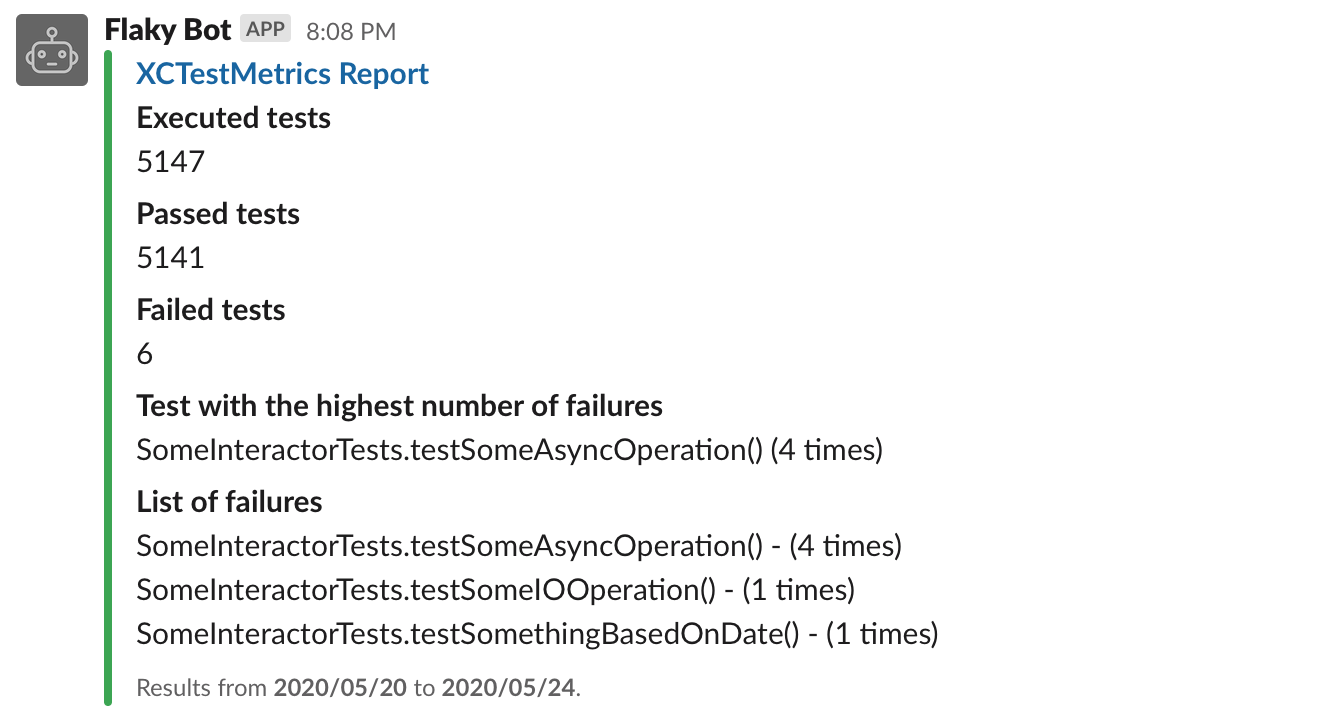 Flaky Bot APP 8:08 PM
XCTestMetrics Report
Executed tests
5147
Passed tests
5141
Failed tests
6
Test with the highest number of failures
SomeInteractorTests.testSomeAsyncOperation() (4 times)
List of failures
SomeInteractorTests.testSomeAsyncOperation() - (4 times)
SomeInteractorTests.testSomeIOOperation() - (1 times)
SomeInteractorTests.testSomethingBasedOnDate() - (1 times)
Results from 2020/05/20 to 2020/05/24.